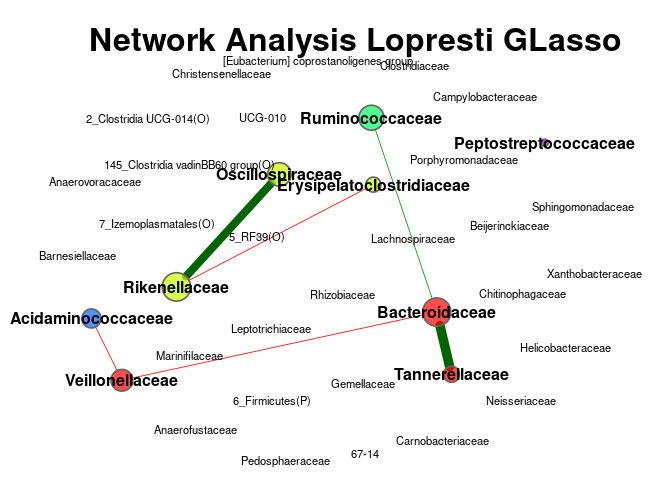 Network Analysis Lopresti GLasso
[Eubacterium] coprostanoligenes group
Clostridiaceae
Christensenellaceae
Campylobacteraceae
2_Clostridia UCG-014(O)
UCG-010
Ruminococcaceae
Peptostreptococcaceae
Porphyromonadaceae
145_Clostridia vadinBB60 group(O)
Oscillospiraceae
Anaerovoracaceae
Erysipelatoclostridiaceae
Sphingomonadaceae
7_Izemoplasmatales(O)
Beijerinckiaceae
5_RF39(O)
Lachnospiraceae
Barnesiellaceae
Xanthobacteraceae
Rikenellaceae
Rhizobiaceae
Chitinophagaceae
Bacteroidaceae
Acidaminococcaceae
Leptotrichiaceae
Helicobacteraceae
Marinifilaceae
Tannerellaceae
Veillonellaceae
Gemellaceae
6_Firmicutes(P)
Neisseriaceae
Anaerofustaceae
Carnobacteriaceae
67-14
Pedosphaeraceae